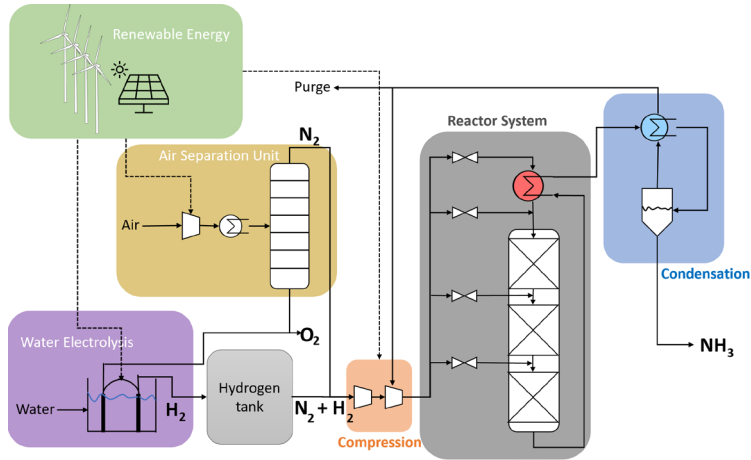 Renewable Energy
Purge
Reactor System
N2
Air Separation Unit
Air
Condensation
O2
NH3
Water Electrolysis
Hydrogen
tank
Water
H2
N2 + H2
Compression